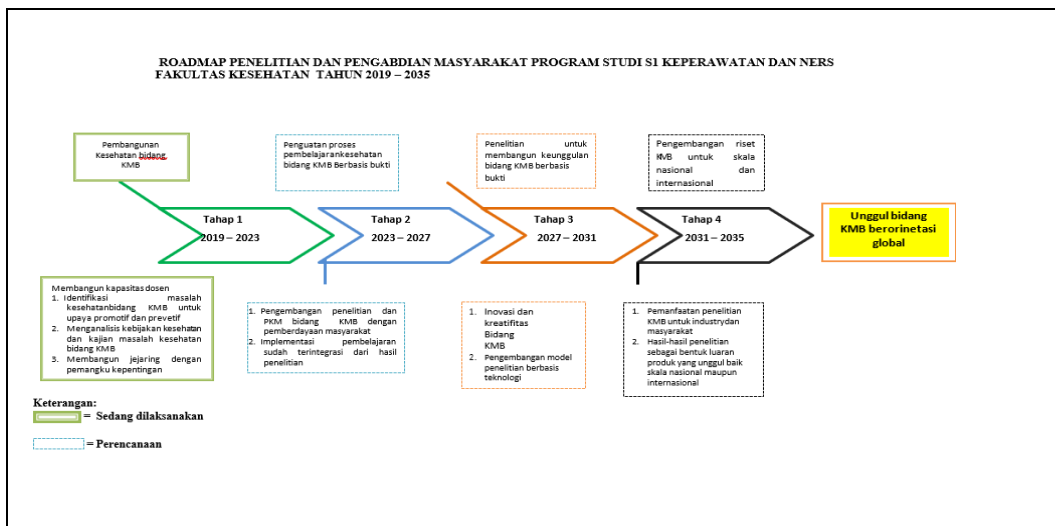 ROADMAP PENELITIAN DAN PENGABDIAN MASYARAKAT PROGRAM STUDI S1 KEPERAWATAN DAN NERS
FAKULTAS KESEHATAN TAHUN 2019 – 2035
Pembangunan
Kesehatan bidang
KMB
Penguatan proses
pembelajarankesehatan
bidang KMB Berbasis bukti
Penelitian untuk
membangun keunggulan
bidang KMB berbasis
bukti
Pengembangan riset
KMB untuk skala
nasional dan
internasional
Tahap 1
2019 – 2023
Tahap 2
2023 – 2027
Tahap 3
2027 – 2031
Tahap 4
2031 – 2035
Unggul bidang
KMB berorinetasi
global
Membangun kapasitas dosen
1. Identifikasi masalah
kesehatanbidang KMB untuk
upaya promotif dan prevetif
2. Menganalisis kebijakan kesehatan
dan kajian masalah kesehatan
bidang KMB
3. Membangun jejaring dengan
pemangku kepentingan
1. Pengembangan penelitian dan
PKM bidang KMB dengan
pemberdayaan masyarakat
2. Implementasi pembelajaran
sudah terintegrasi dari hasil
penelitian
1. Inovasi dan
kreatifitas
Bidang
KMB
2. Pengembangan model
penelitian berbasis
teknologi
1. Pemanfaatan penelitian
KMB untuk industrydan
masyarakat
2. Hasil-hasil penelitian
sebagai bentuk luaran
produk yang unggul baik
skala nasional maupun
internasional
Keterangan:
= Sedang dilaksanakan
= Perencanaan